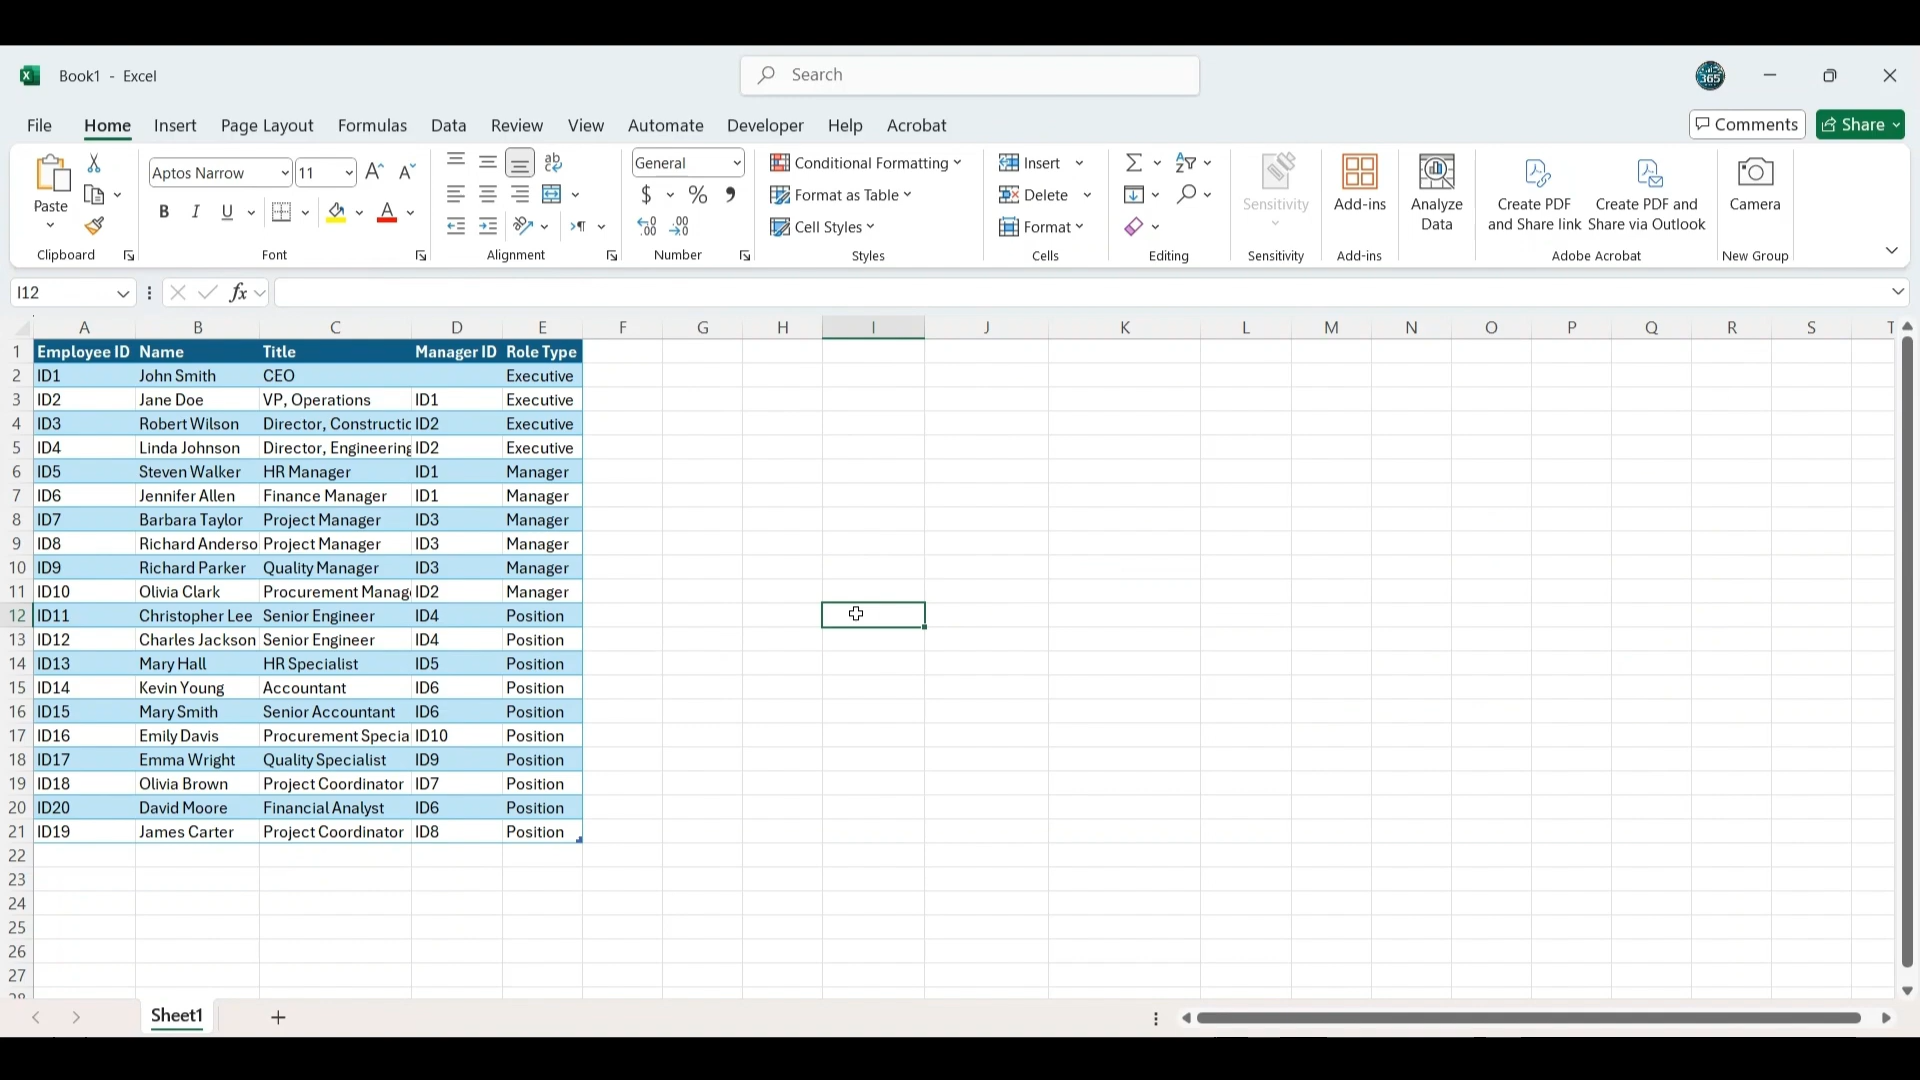 Book1 - Excel
Search
365
File Home Insert Page Layout Formulas Data Review View Automate Developer Help Acrobat
Comments Share
Paste
Clipboard
Aptos Narrow 11
B I U A
Font
ab
Alignment
General
$ % 9
.00 .00
Number
Conditional Formatting
Format as Table
Cell Styles
Styles
Insert
Delete
Format
Cells
Editing
Sensitivity
Sensitivity
Add-ins
Add-ins
Analyze
Data
Create PDF
and Share link
Create PDF and
Share via Outlook
Adobe Acrobat
Camera
New Group
I12 fx
A B C D E F G H I J K L M N O P Q R S T
1 Employee ID Name Title Manager ID Role Type
2 ID1 John Smith CEO Executive
3 ID2 Jane Doe VP, Operations ID1 Executive
4 ID3 Robert Wilson Director, Constructic ID2 Executive
5 ID4 Linda Johnson Director, Engineering ID2 Executive
6 ID5 Steven Walker HR Manager ID1 Manager
7 ID6 Jennifer Allen Finance Manager ID1 Manager
8 ID7 Barbara Taylor Project Manager ID3 Manager
9 ID8 Richard Anderso Project Manager ID3 Manager
10 ID9 Richard Parker Quality Manager ID3 Manager
11 ID10 Olivia Clark Procurement Manag ID2 Manager
12 ID11 Christopher Lee Senior Engineer ID4 Position
13 ID12 Charles Jackson Senior Engineer ID4 Position
14 ID13 Mary Hall HR Specialist ID5 Position
15 ID14 Kevin Young Accountant ID6 Position
16 ID15 Mary Smith Senior Accountant ID6 Position
17 ID16 Emily Davis Procurement Specia ID10 Position
18 ID17 Emma Wright Quality Specialist ID9 Position
19 ID18 Olivia Brown Project Coordinator ID7 Position
20 ID20 David Moore Financial Analyst ID6 Position
21 ID19 James Carter Project Coordinator ID8 Position
22
23
24
25
26
27
28
Sheet1